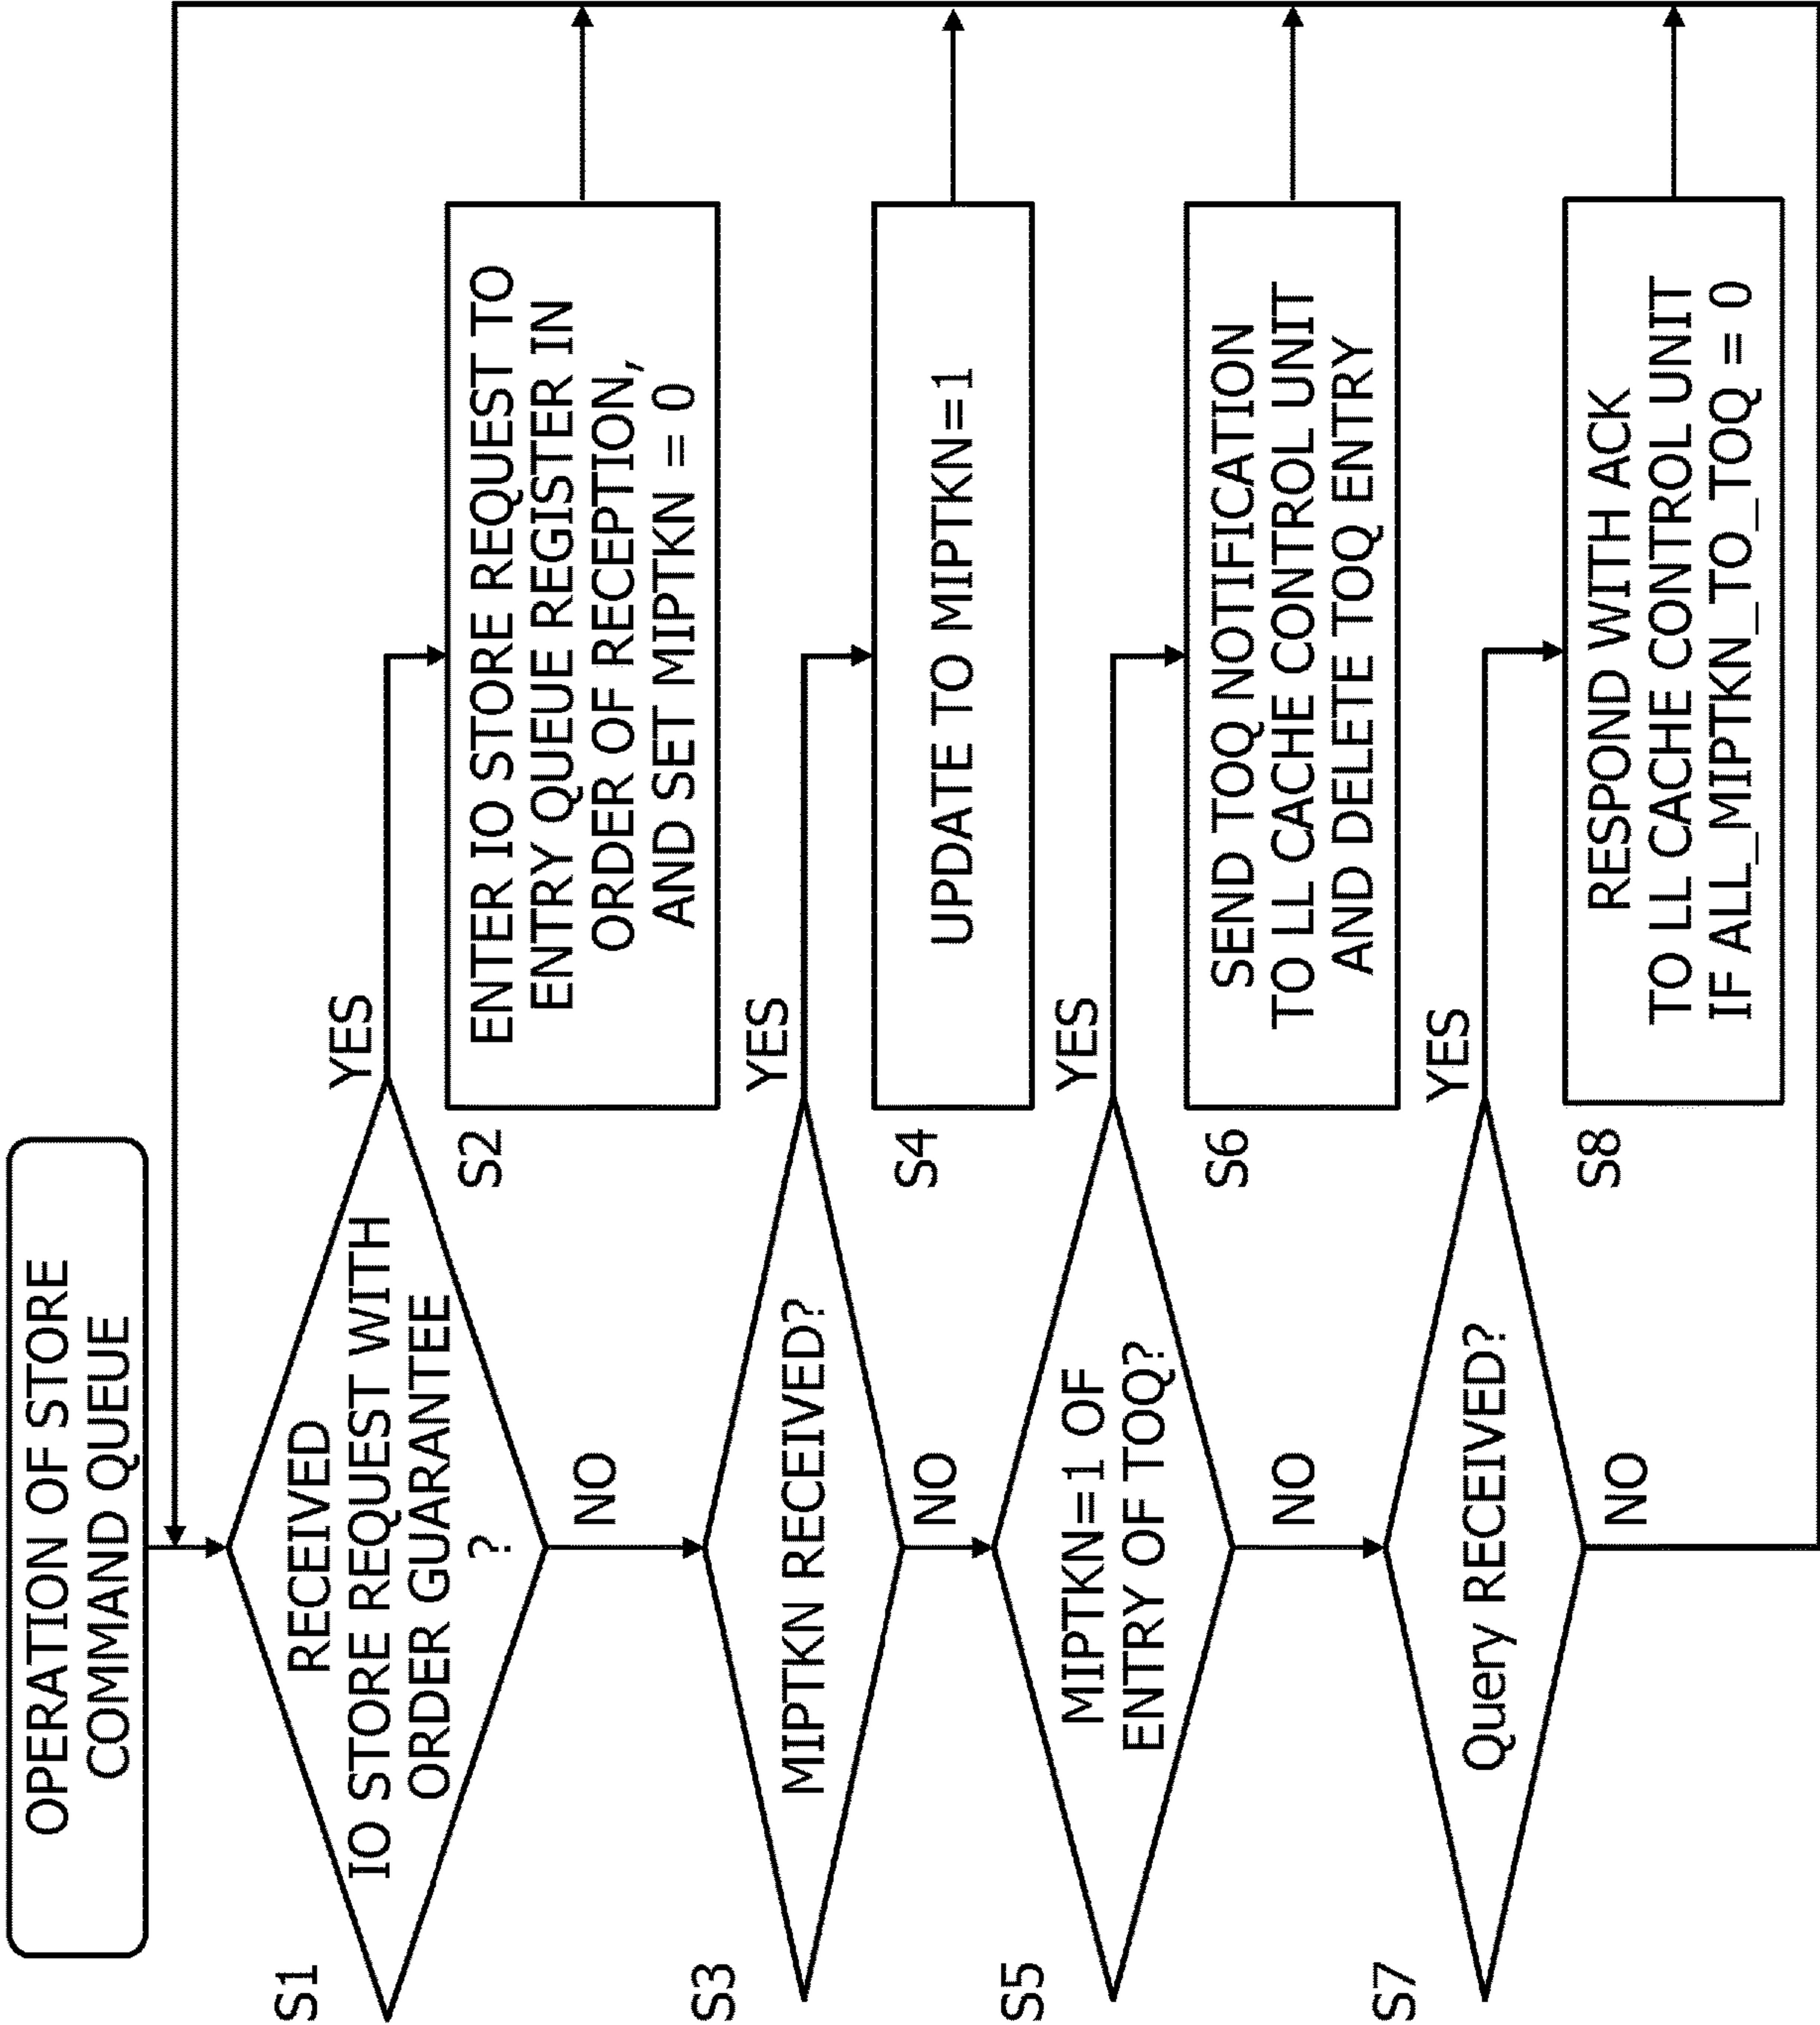 OPERATION OF STORE
COMMAND QUEUE
S1
RECEIVED
IO STORE REQUEST WITH
ORDER GUARANTEE
?
YES
NO
S2
ENTER IO STORE REQUEST TO
ENTRY QUEUE REGISTER IN
ORDER OF RECEPTION,
AND SET MIPTKN = 0
S3
MIPTKN RECEIVED?
YES
NO
S4
UPDATE TO MIPTKN=1
S5
MIPTKN=1 OF
ENTRY OF TOQ?
YES
NO
S6
SEND TOQ NOTIFICATION
TO LL CACHE CONTROL UNIT
AND DELETE TOQ ENTRY
S7
Query RECEIVED?
YES
NO
S8
RESPOND WITH ACK
TO LL CACHE CONTROL UNIT
IF ALL_MIPTKN_TO_TOQ = 0